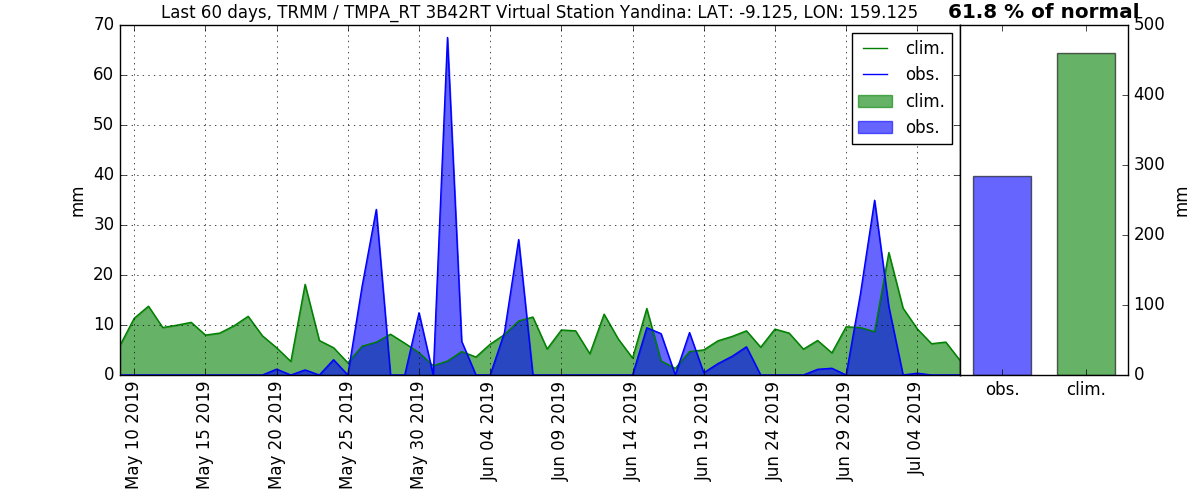 Last 60 days, TRMM / TMPA_RT 3B42RT Virtual Station Yandina: LAT: -9.125, LON: 159.125
61.8 % of normal
70
60
50
40
30
20
10
0
mm
clim.
obs.
clim.
obs.
May 10 2019
May 15 2019
May 20 2019
May 25 2019
May 30 2019
Jun 04 2019
Jun 09 2019
Jun 14 2019
Jun 19 2019
Jun 24 2019
Jun 29 2019
Jul 04 2019
500
400
300
200
100
0
mm
obs.
clim.